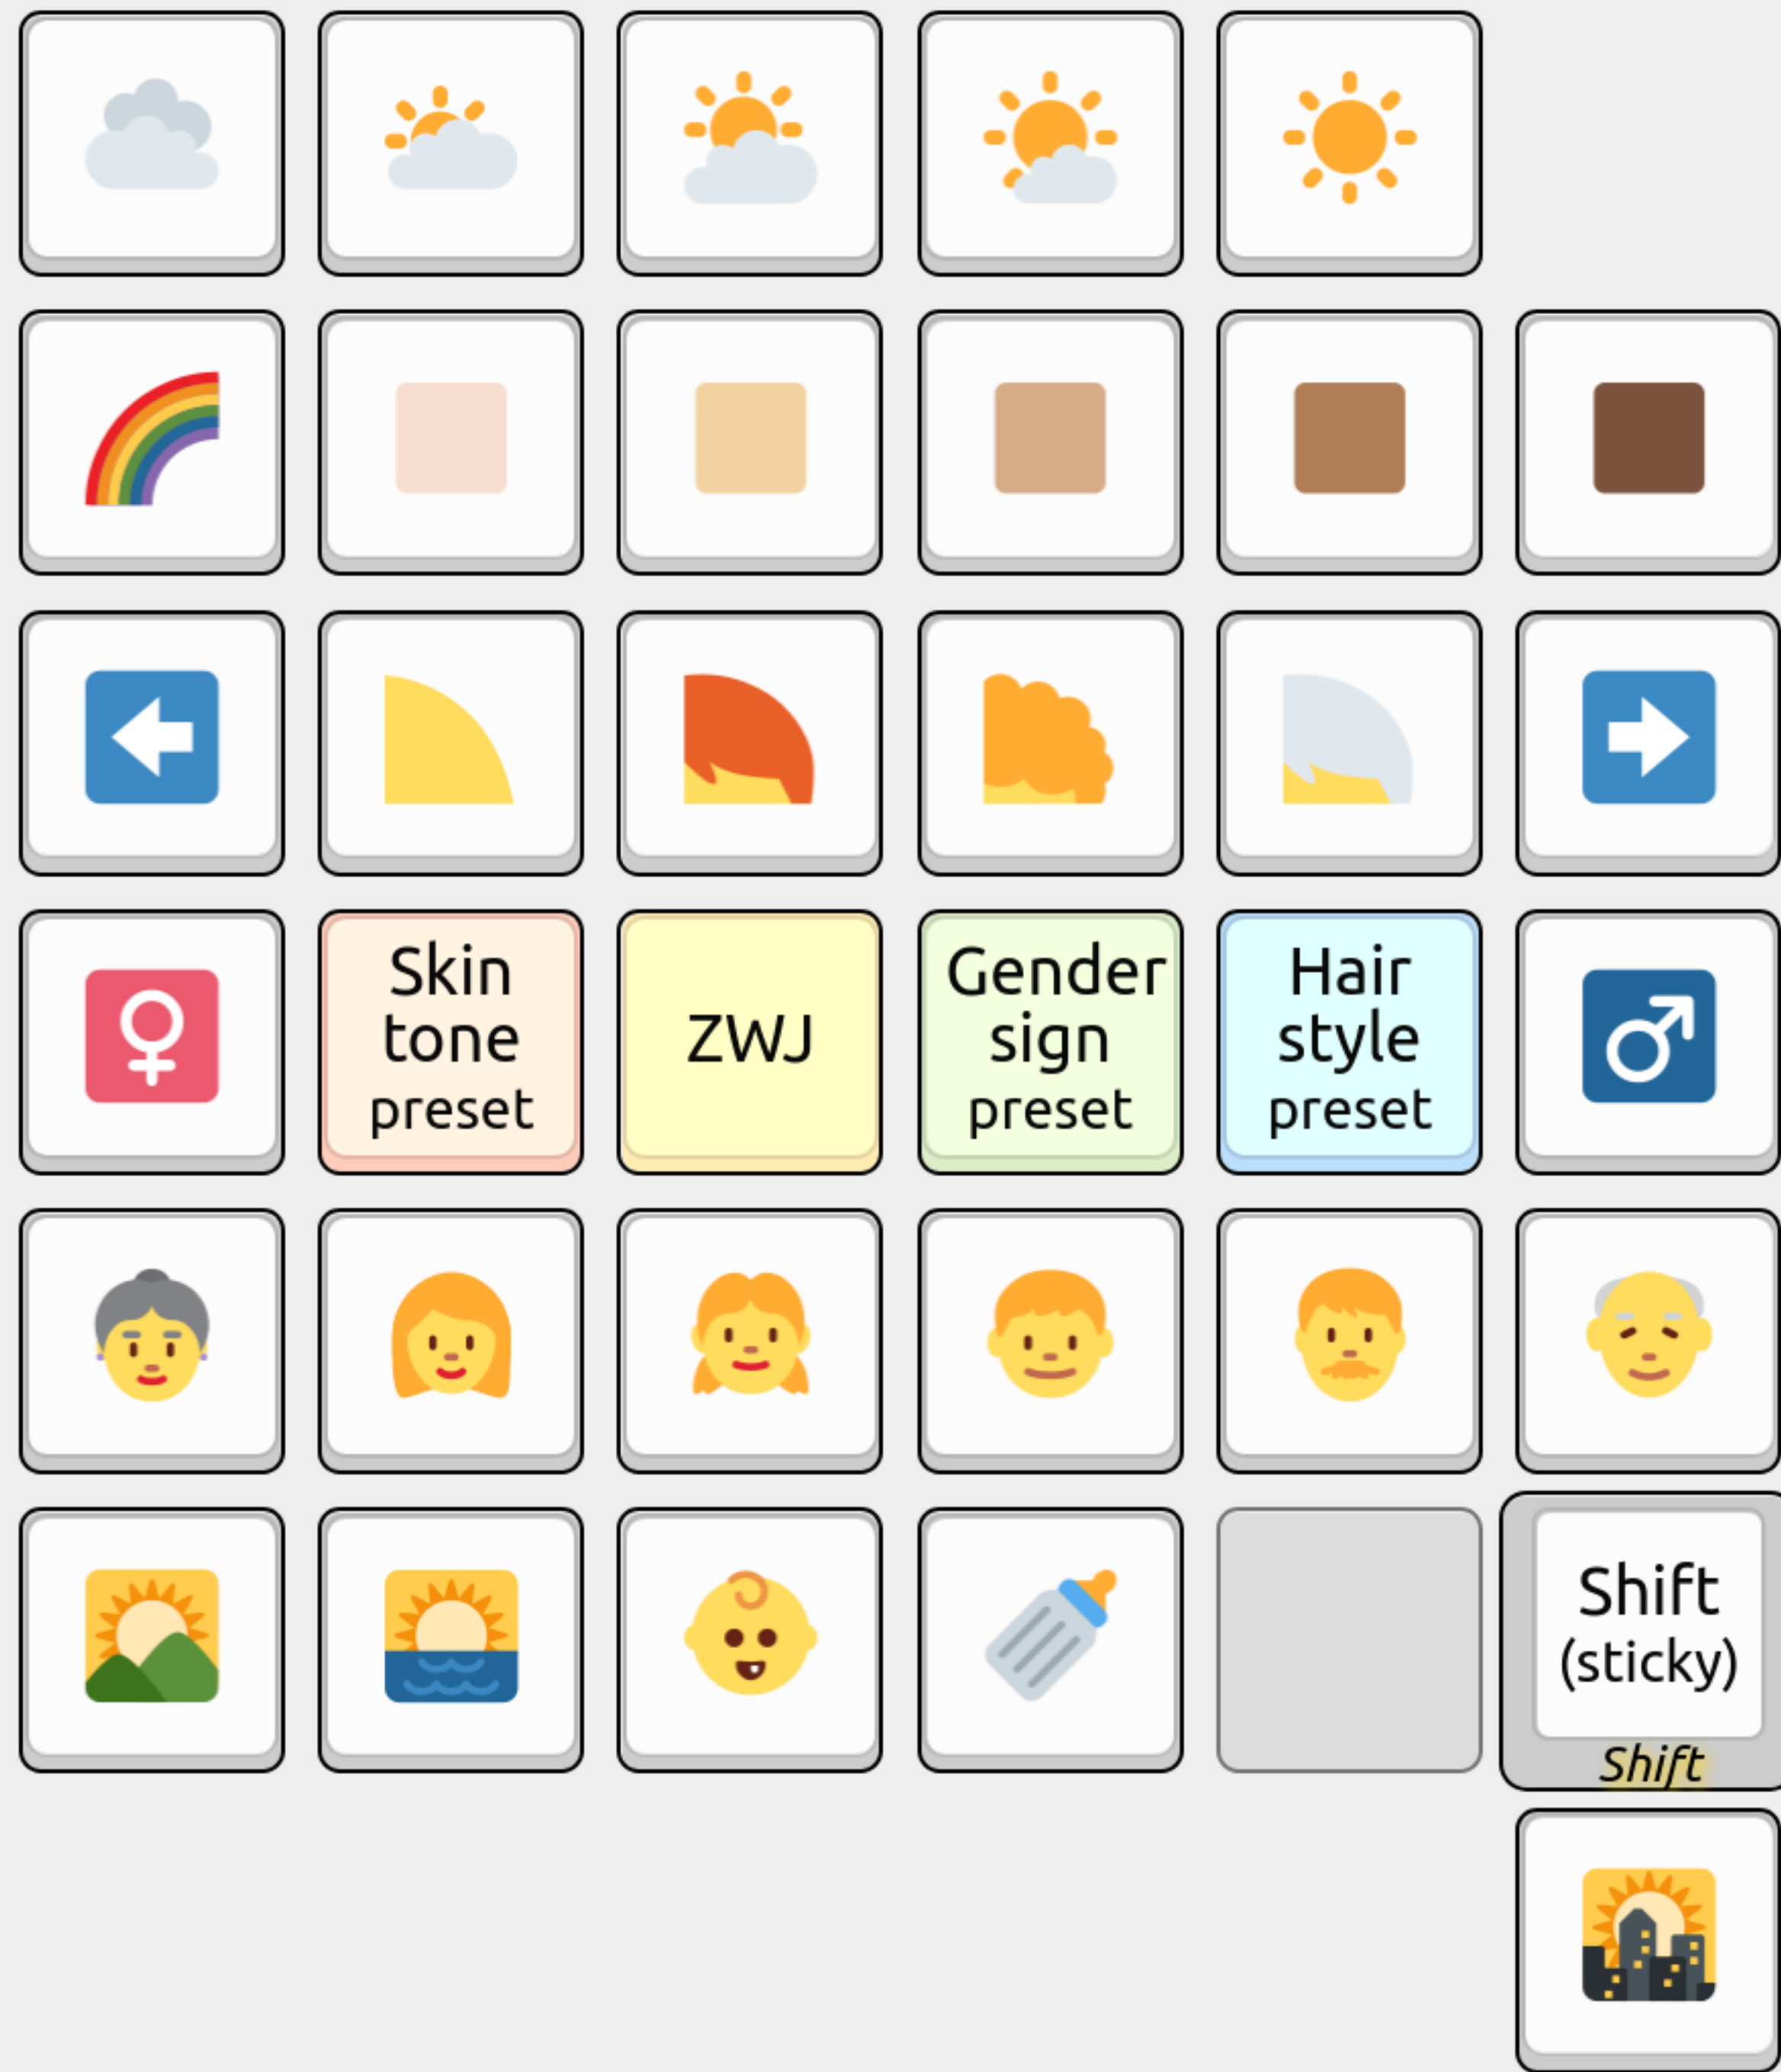 Skin
tone
preset
ZWJ
Gender
sign
preset
Hair
style
preset
Shift
(sticky)
Shift